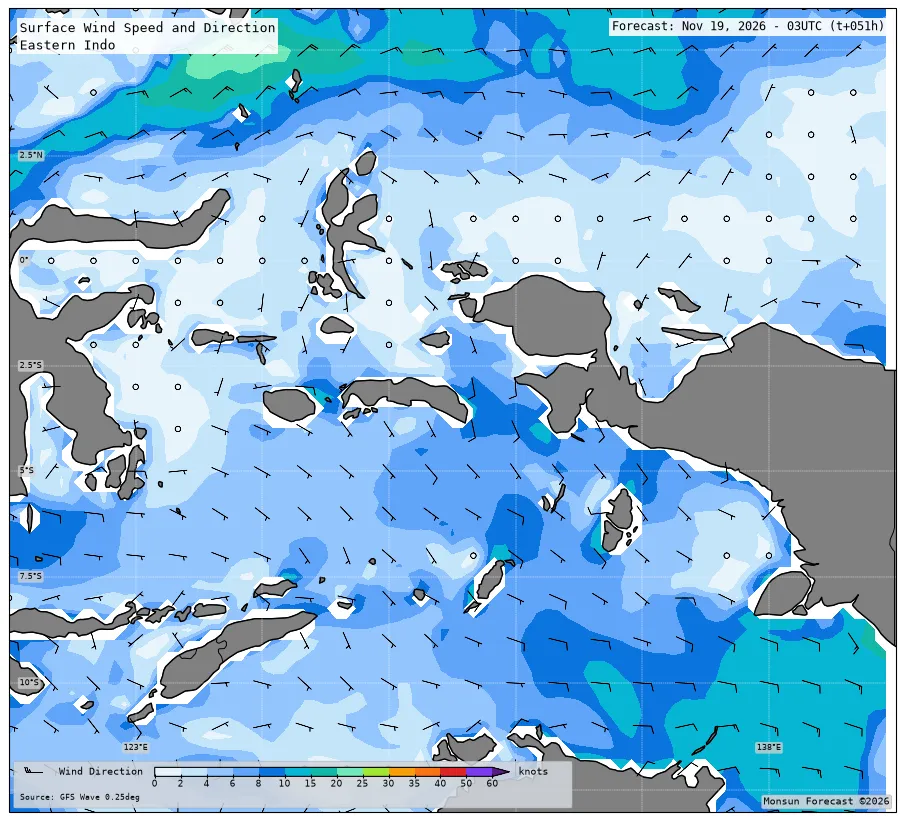 Surface Wind Speed and Direction
Eastern Indo
Forecast: Nov 19, 2026 - 03UTC (t+051h)
2.5°N
0°
2.5°S
5°S
7.5°S
10°S
123°E
138°E
Wind Direction
knots
0 2 4 6 8 10 15 20 25 30 35 40 50 60
Source: GFS Wave 0.25deg
Monsun Forecast ©2026